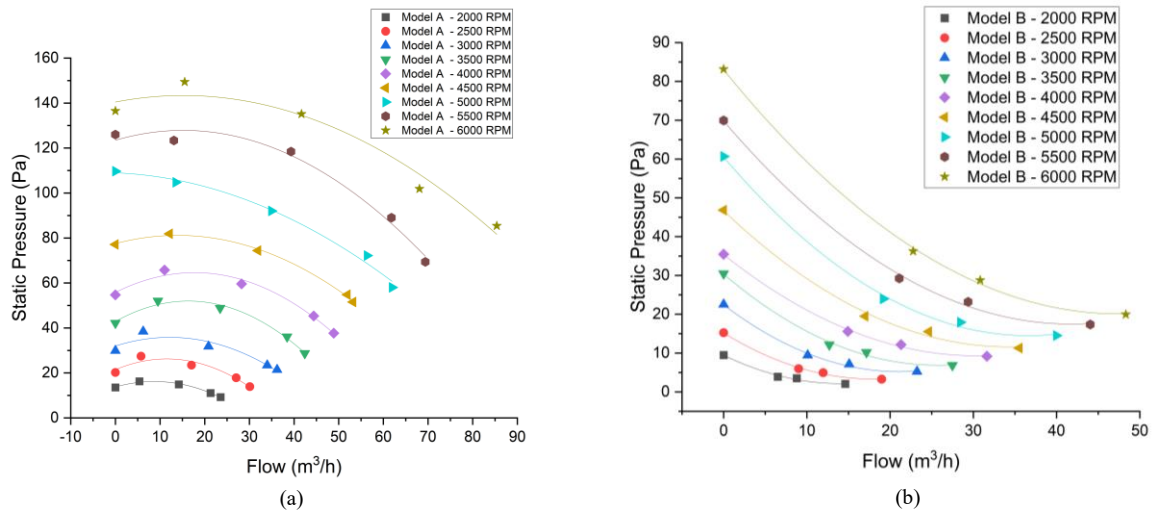 (a)
Model A - 2000 RPM
Model A - 2500 RPM
Model A - 3000 RPM
Model A - 3500 RPM
Model A - 4000 RPM
Model A - 4500 RPM
Model A - 5000 RPM
Model A - 5500 RPM
Model A - 6000 RPM
160
140
120
100
80
60
40
20
0
Static Pressure (Pa)
-10 0 10 20 30 40 50 60 70 80 90
Flow (m³/h)
(a)
(b)
Model B - 2000 RPM
Model B - 2500 RPM
Model B - 3000 RPM
Model B - 3500 RPM
Model B - 4000 RPM
Model B - 4500 RPM
Model B - 5000 RPM
Model B - 5500 RPM
Model B - 6000 RPM
90
80
70
60
50
40
30
20
10
0
Static Pressure (Pa)
0 10 20 30 40 50
Flow (m³/h)
(b)